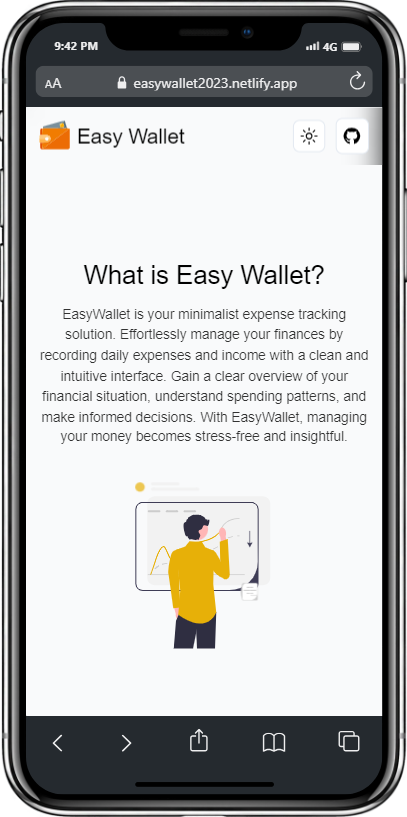 9:42 PM
4G
AA
easywallet2023.netlify.app
Easy Wallet
What is Easy Wallet?
EasyWallet is your minimalist expense tracking
solution. Effortlessly manage your finances by
recording daily expenses and income with a clean and
intuitive interface. Gain a clear overview of your
financial situation, understand spending patterns, and
make informed decisions. With EasyWallet, managing
your money becomes stress-free and insightful.